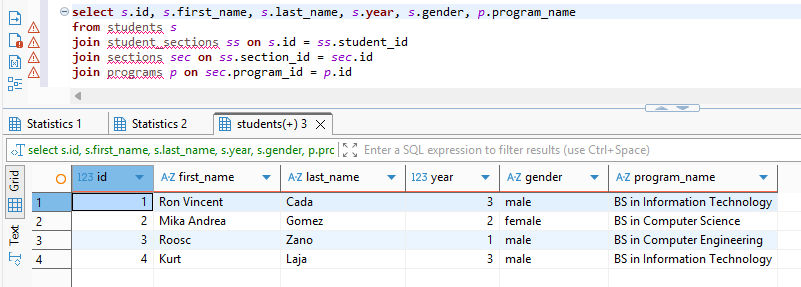 select s.id, s.first_name, s.last_name, s.year, s.gender, p.program_name
from students s
join student_sections ss on s.id = ss.student_id
join sections sec on ss.section_id = sec.id
join programs p on sec.program_id = p.id
Statistics 1 Statistics 2 students(+) 3
select s.id, s.first_name, s.last_name, s.year, s.gender, p.prc Enter a SQL expression to filter results (use Ctrl+Space)
Grid
Text
123 id A-Z first_name A-Z last_name 123 year A-Z gender A-Z program_name
1 1 Ron Vincent Cada 3 male BS in Information Technology
2 2 Mika Andrea Gomez 2 female BS in Computer Science
3 3 Roosc Zano 1 male BS in Computer Engineering
4 4 Kurt Laja 3 male BS in Information Technology